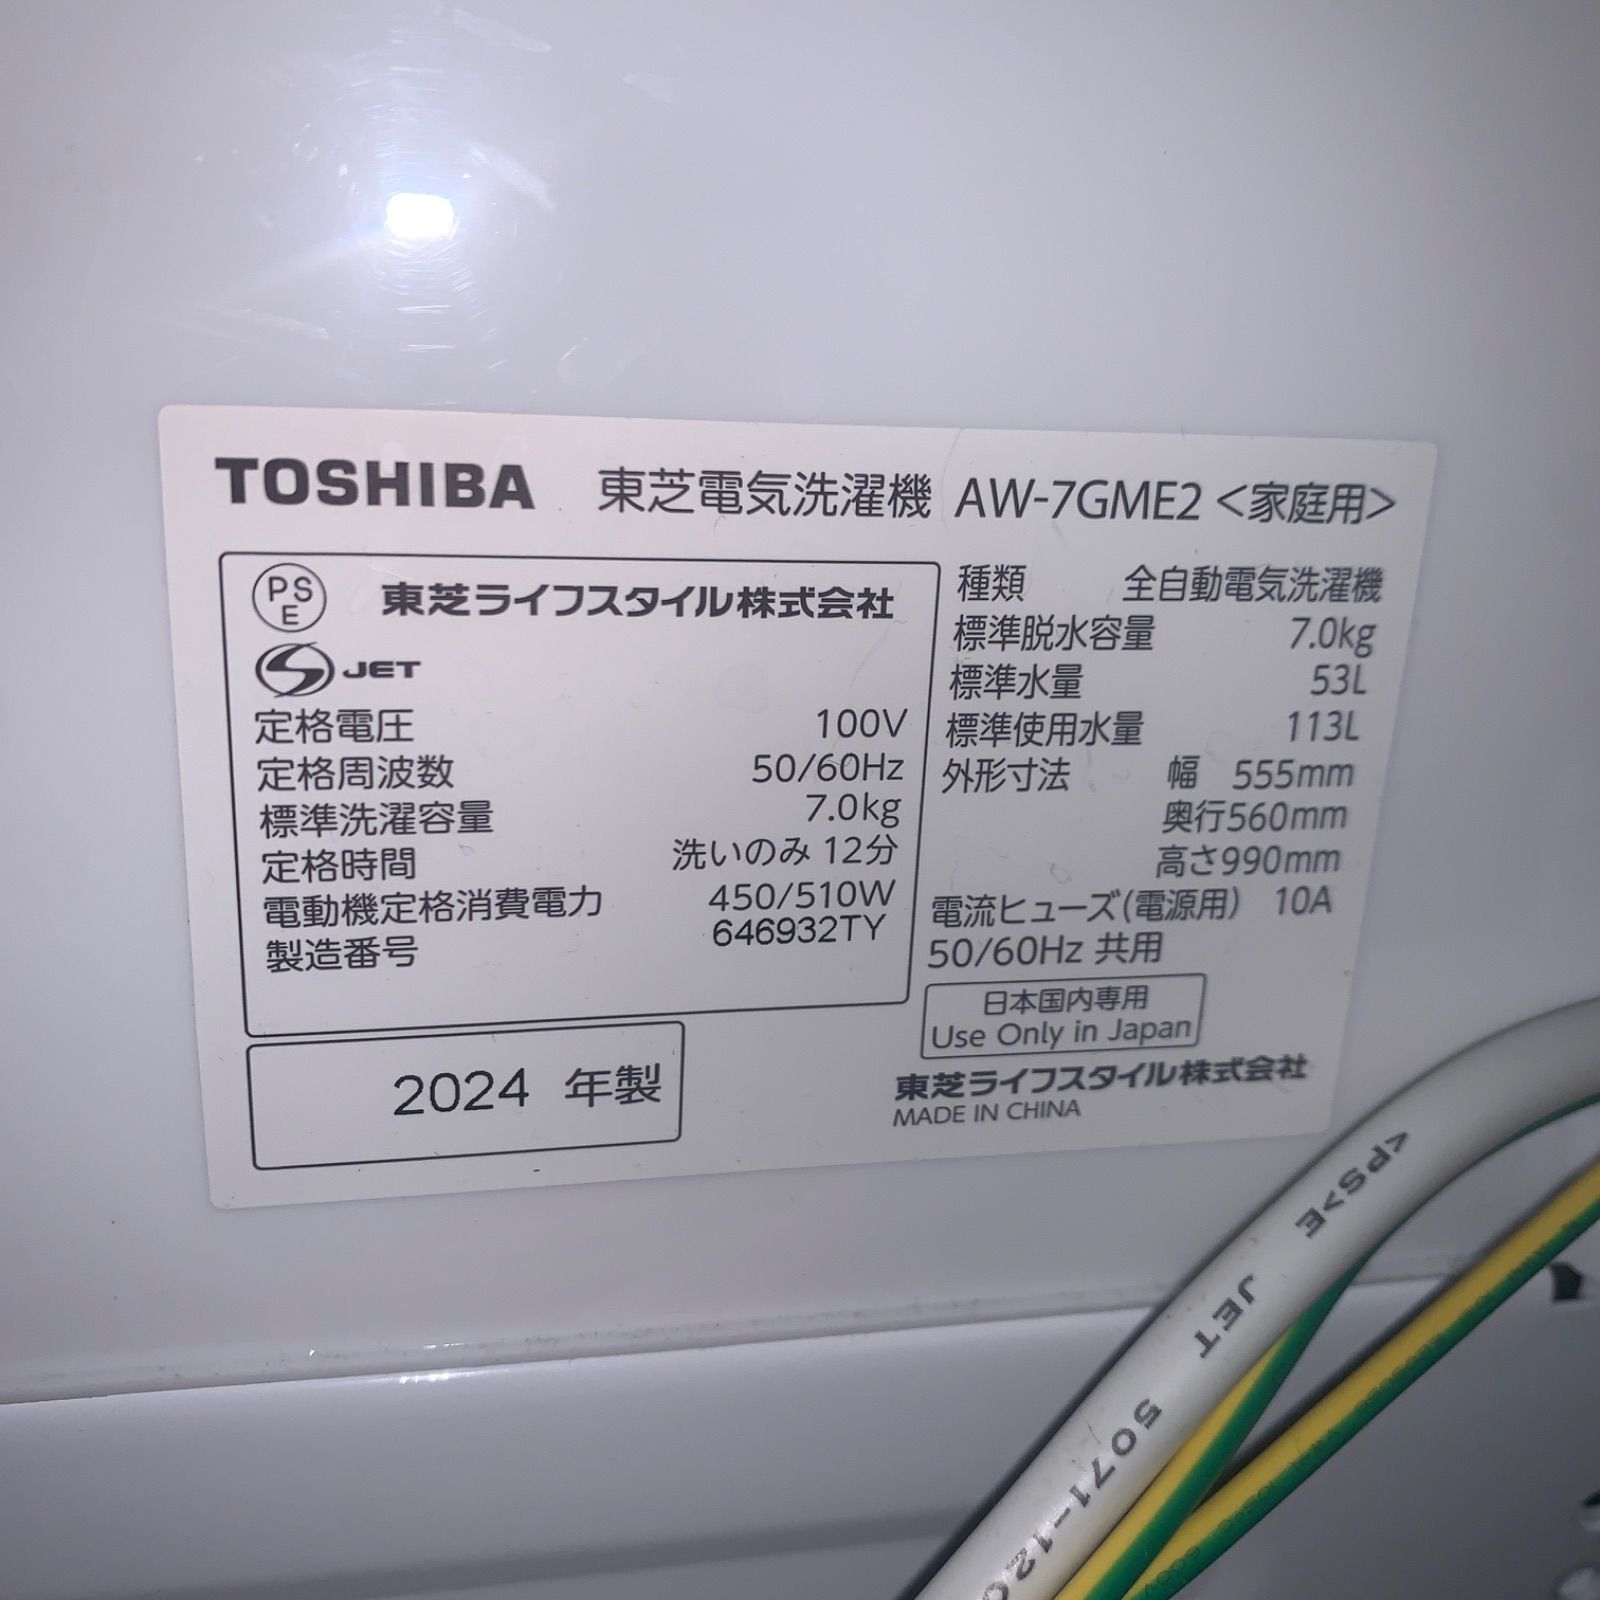 TOSHIBA 東芝電気洗濯機 AW-7GME2 <家庭用>
PS
E
東芝ライフスタイル株式会社
JET
定格電圧 100V
定格周波数 50/60Hz
標準洗濯容量 7.0kg
定格時間 洗いのみ 12分
電動機定格消費電力 450/510W
製造番号 646932TY
2024 年製
種類 全自動電気洗濯機
標準脱水容量 7.0kg
標準水量 53L
標準使用水量 113L
外形寸法 幅 555mm
奥行560mm
高さ990mm
電流ヒューズ(電源用) 10A
50/60Hz 共用
日本国内専用
Use Only in Japan
東芝ライフスタイル株式会社
MADE IN CHINA
<PS>E JET 5071-120